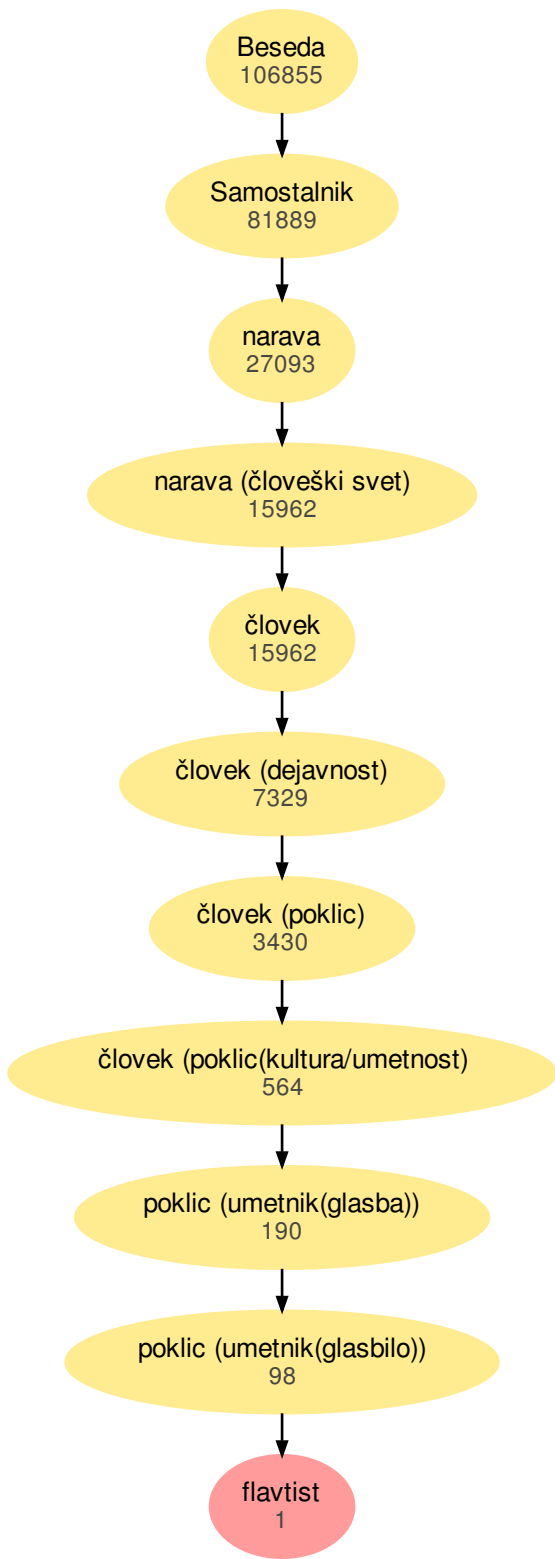 Beseda
106855
Samostalnik
81889
narava
27093
narava (človeški svet)
15962
človek
15962
človek (dejavnost)
7329
človek (poklic)
3430
človek (poklic(kultura/umetnost)
564
poklic (umetnik(glasba))
190
poklic (umetnik(glasbilo))
98
flavtist
1